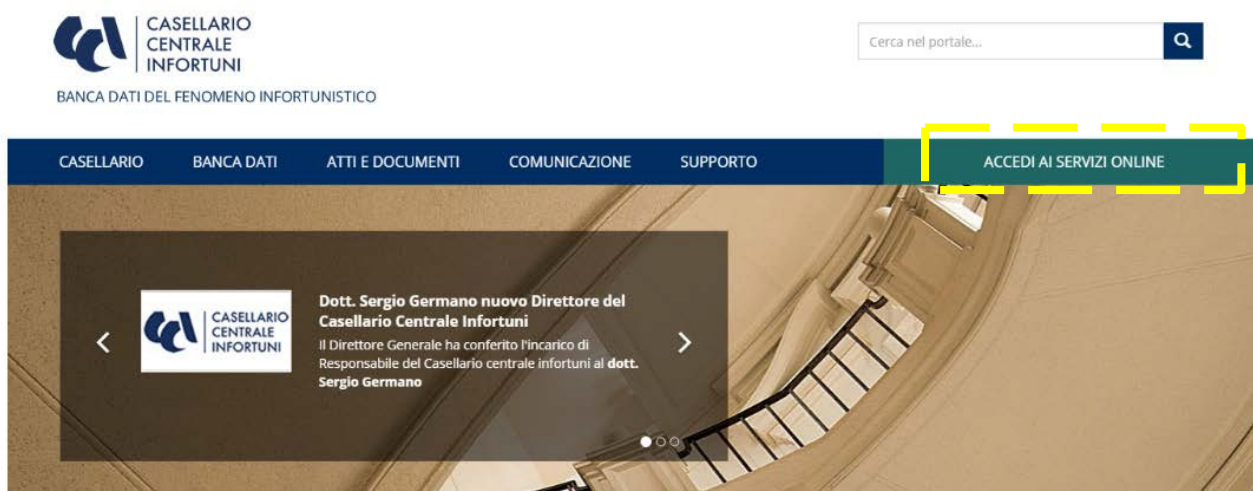 CASELLARIO
CENTRALE
INFORTUNI
BANCA DATI DEL FENOMENO INFORTUNISTICO
Cerca nel portale...
CASELLARIO BANCA DATI ATTI E DOCUMENTI COMUNICAZIONE SUPPORTO ACCEDI AI SERVIZI ONLINE
CASELLARIO
CENTRALE
INFORTUNI
Dott. Sergio Germano nuovo Direttore del
Casellario Centrale Infortuni
Il Direttore Generale ha conferito l'incarico di
Responsabile del Casellario centrale infortuni al dott.
Sergio Germano